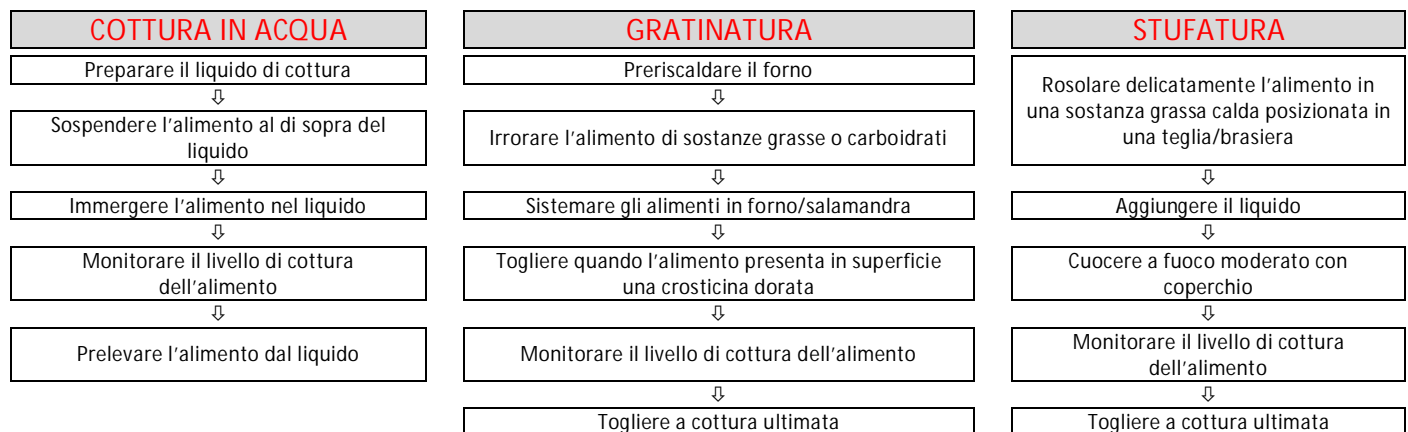 COTTURA IN ACQUA
Preparare il liquido di cottura
Sospendere l'alimento al di sopra del
liquido
Immergere l'alimento nel liquido
Monitorare il livello di cottura
dell'alimento
Prelevare l'alimento dal liquido
GRATINATURA
Preriscaldare il forno
Irrorare l'alimento di sostanze grasse o carboidrati
Sistemare gli alimenti in forno/salamandra
Togliere quando l'alimento presenta in superficie
una crosticina dorata
Monitorare il livello di cottura dell'alimento
Togliere a cottura ultimata
STUFATURA
Rosolare delicatamente l'alimento in
una sostanza grassa calda posizionata in
una teglia/brasiera
Aggiungere il liquido
Cuocere a fuoco moderato con
coperchio
Monitorare il livello di cottura
dell'alimento
Togliere a cottura ultimata